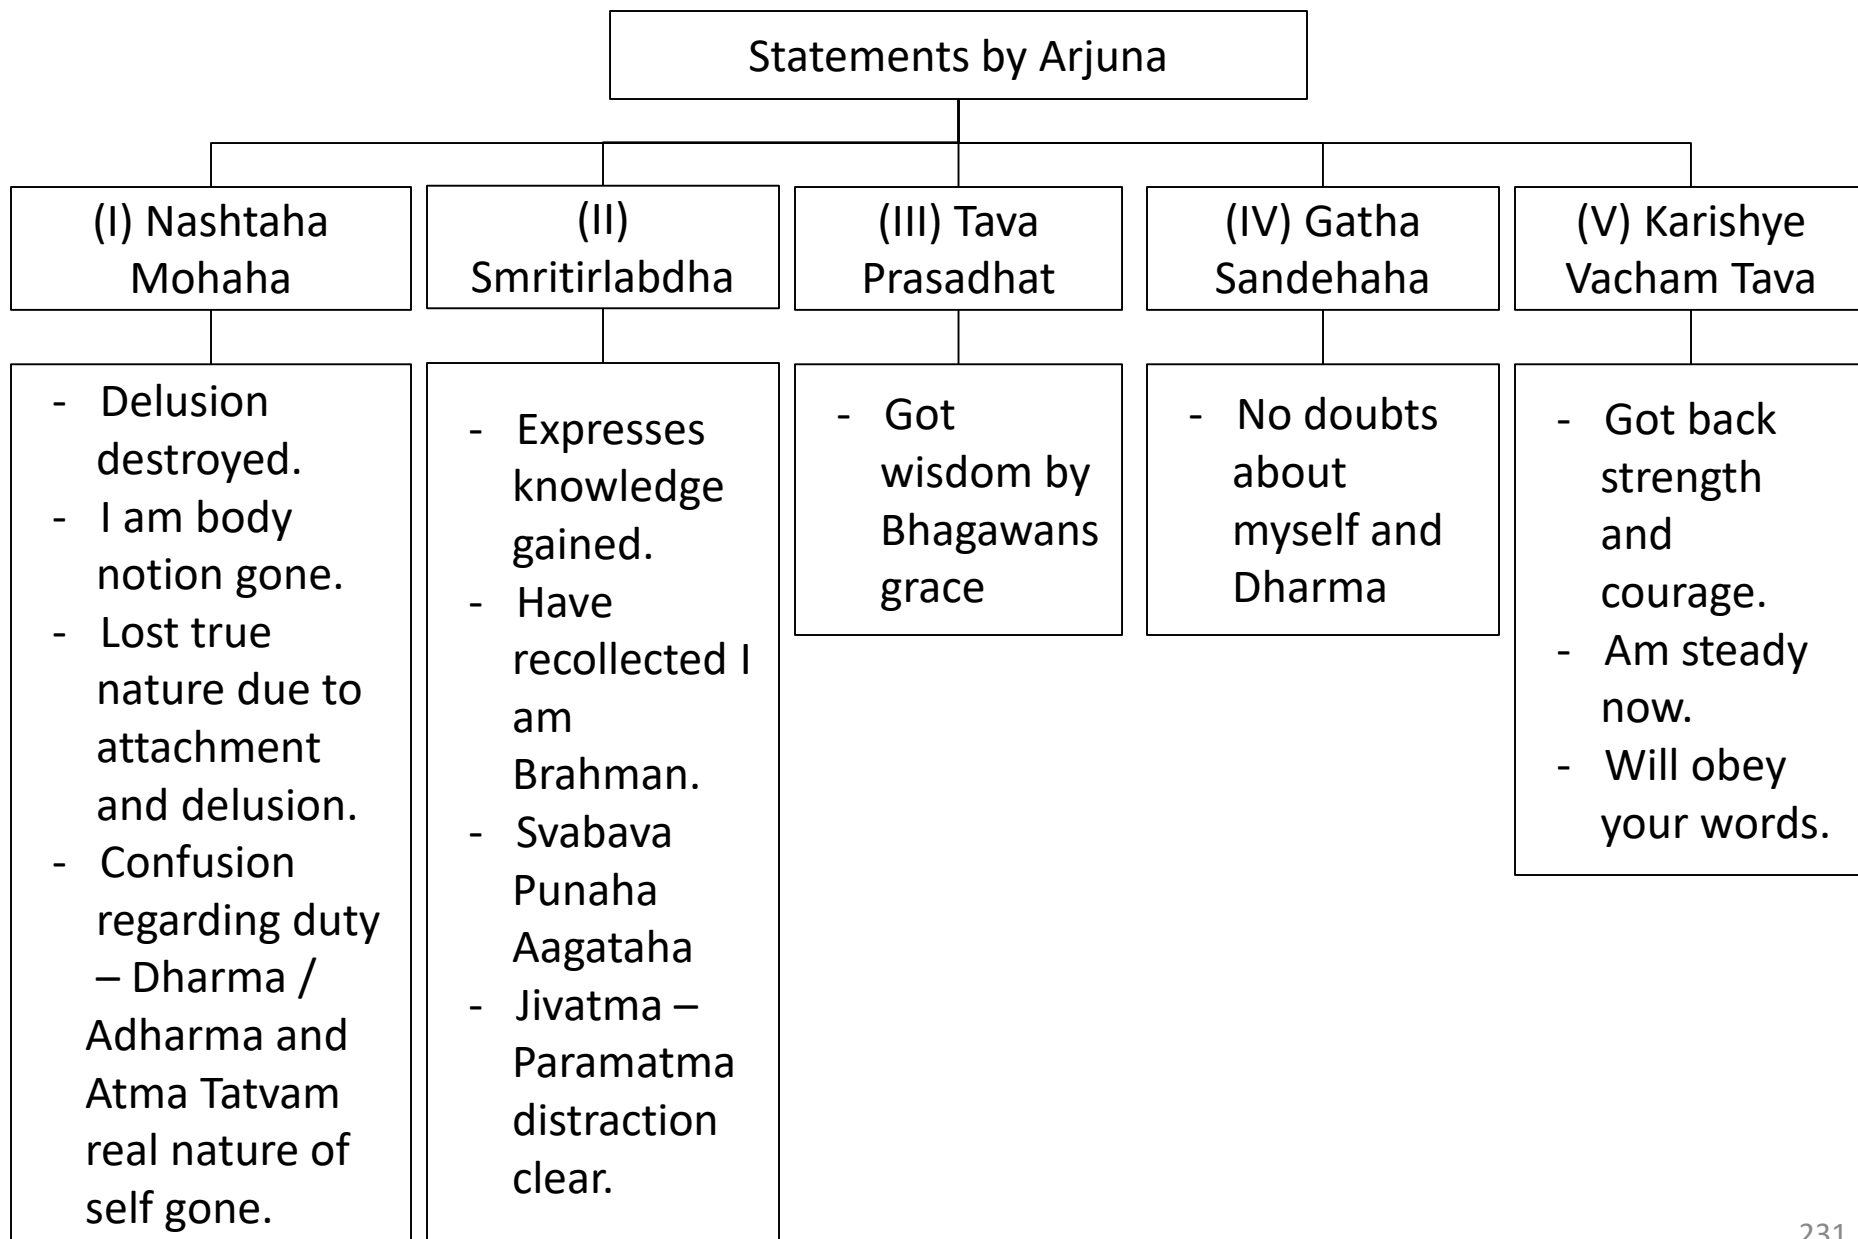 Statements by Arjuna
(I) Nashtaha
Mohaha
(II)
Smritirlabdha
(III) Tava
Prasadhat
(IV) Gatha
Sandehaha
(V) Karishye
Vacham Tava
- Delusion
destroyed.
- I am body
notion gone.
- Lost true
nature due to
attachment
and delusion.
- Confusion
regarding duty
– Dharma /
Adharma and
Atma Tatvam
real nature of
self gone.
- Expresses
knowledge
gained.
- Have
recollected I
am
Brahman.
- Svabava
Punaha
Aagataha
- Jivatma –
Paramatma
distraction
clear.
- Got
wisdom by
Bhagawans
grace
- No doubts
about
myself and
Dharma
- Got back
strength
and
courage.
- Am steady
now.
- Will obey
your words.
231